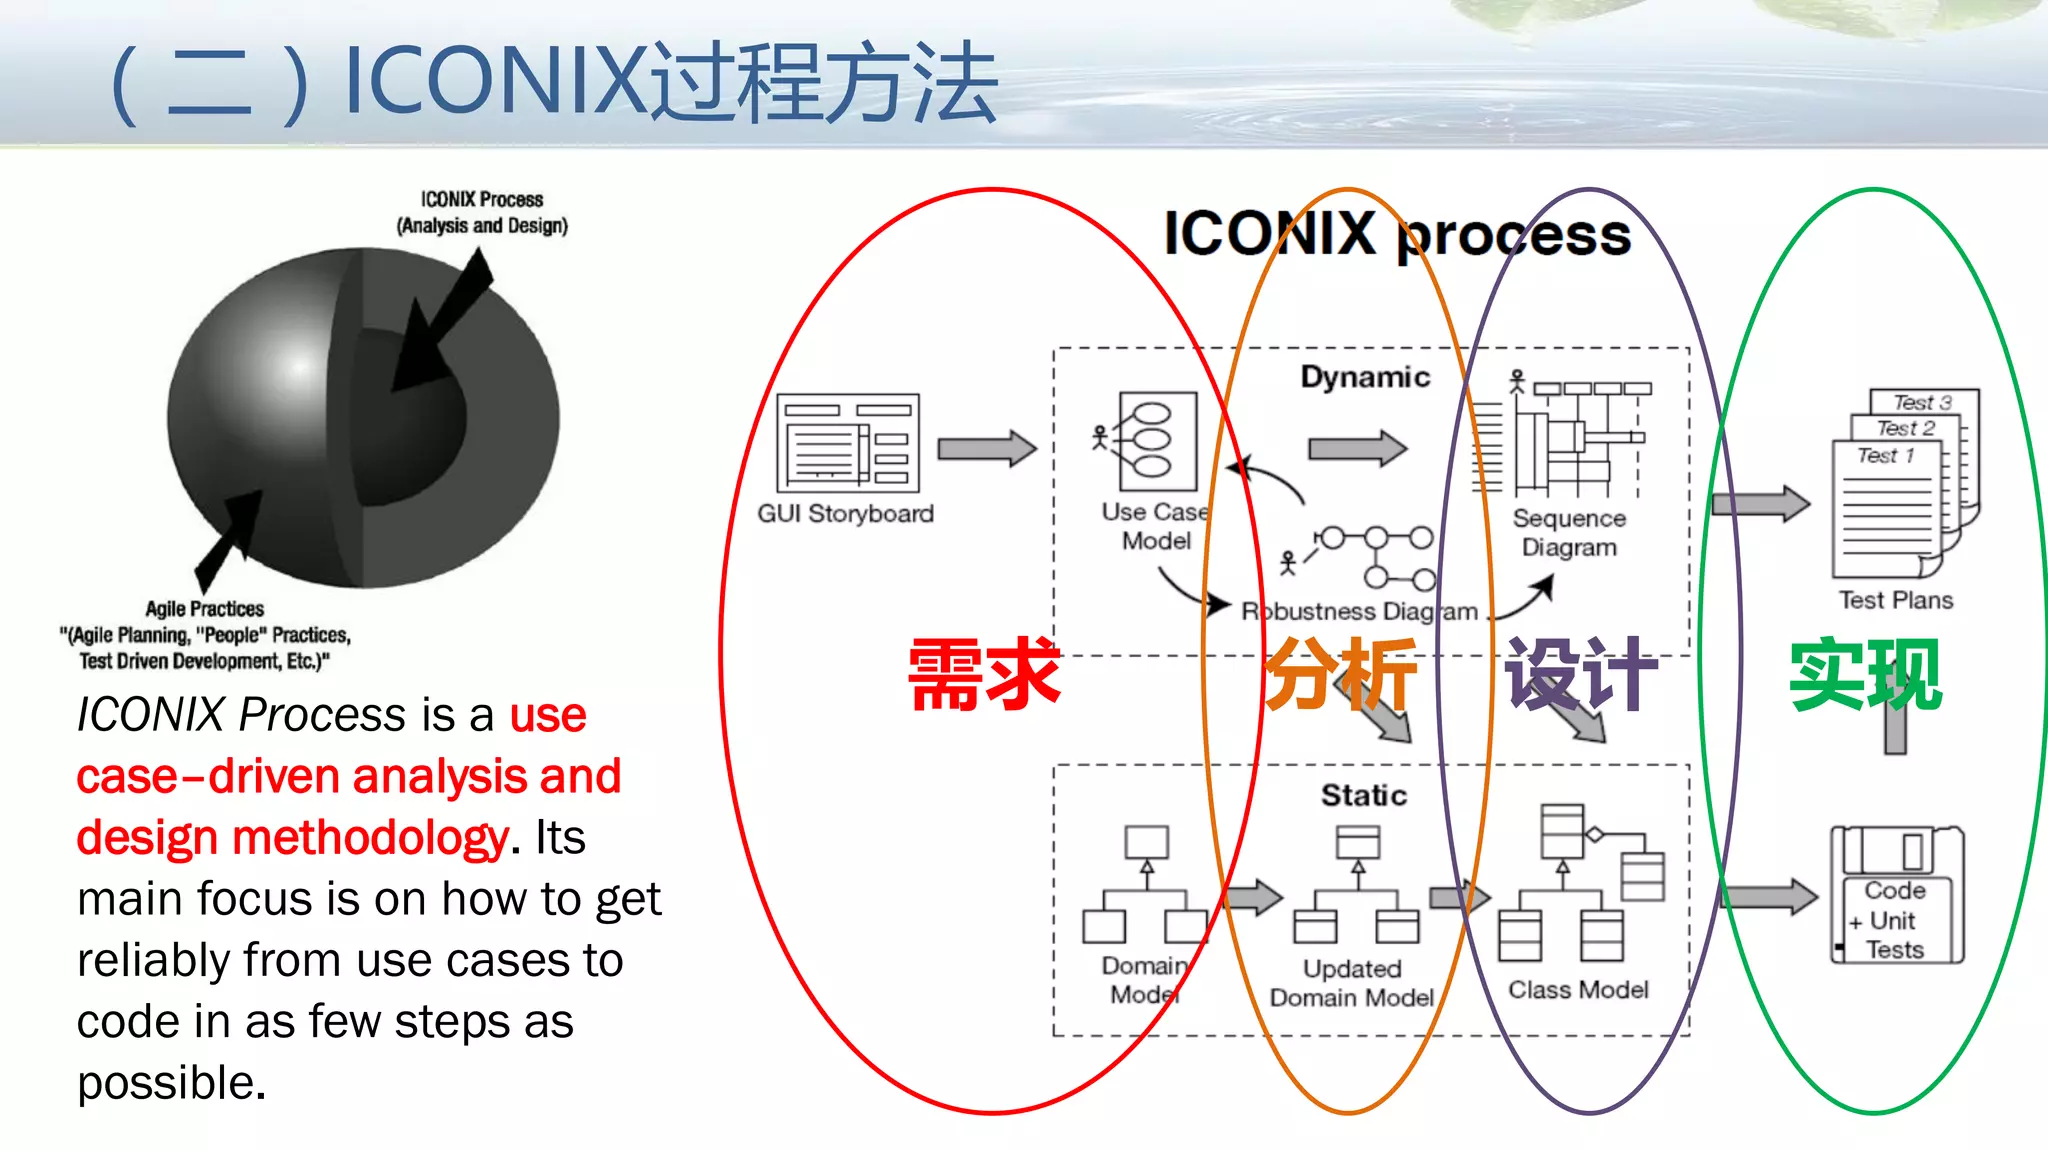 （二）ICONIX过程方法
ICONIX Process
(Analysis and Design)
Agile Practices
"(Agile Planning, "People" Practices,
Test Driven Development, Etc.)"
ICONIX Process is a use
case–driven analysis and
design methodology. Its
main focus is on how to get
reliably from use cases to
code in as few steps as
possible.
ICONIX process
Dynamic
GUI Storyboard
Use Case
Model
Robustness Diagram
Sequence
Diagram
Test 3
Test 2
Test 1
Test Plans
需求
分析
设计
实现
Static
Domain
Model
Updated
Domain Model
Class Model
Code
+ Unit
Tests